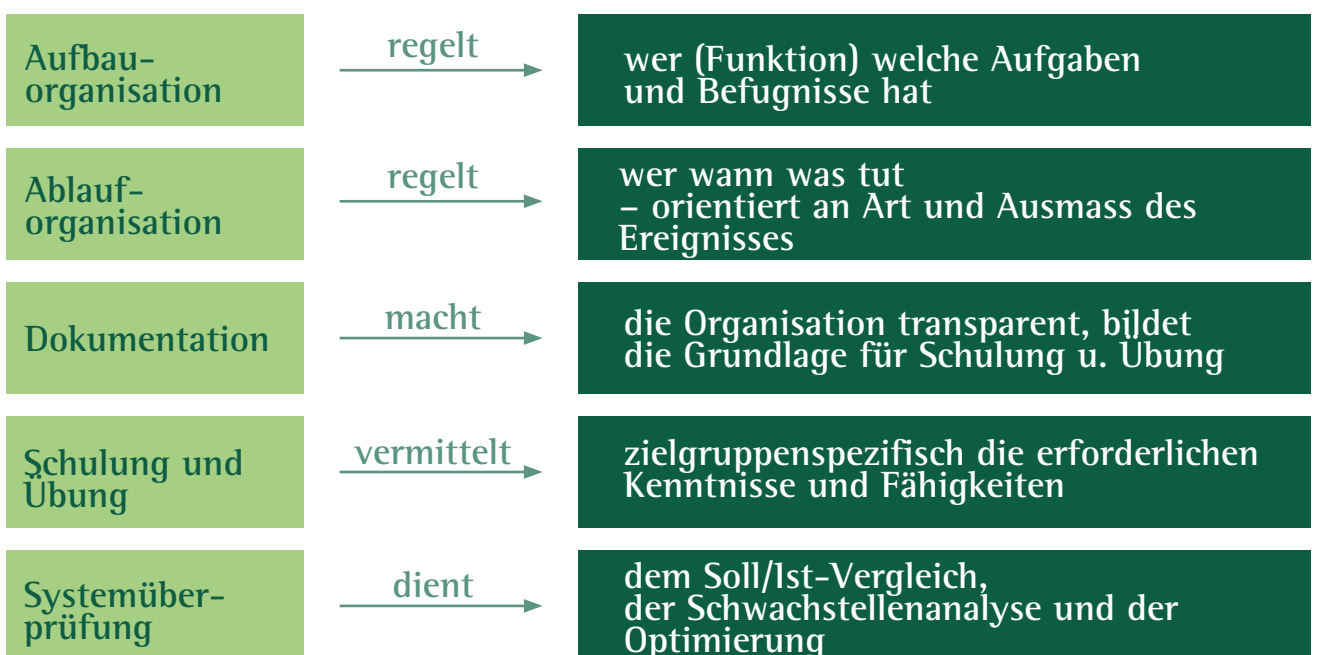 Aufbau-
organisation
regelt
wer (Funktion) welche Aufgaben
und Befugnisse hat
Ablauf-
organisation
regelt
wer wann was tut
– orientiert an Art und Ausmass des
Ereignisses
Dokumentation
macht
die Organisation transparent, bildet
die Grundlage für Schulung u. Übung
Schulung und
Übung
vermittelt
zielgruppenspezifisch die erforderlichen
Kenntnisse und Fähigkeiten
Systemüber-
prüfung
dient
dem Soll/Ist-Vergleich,
der Schwachstellenanalyse und der
Optimierung